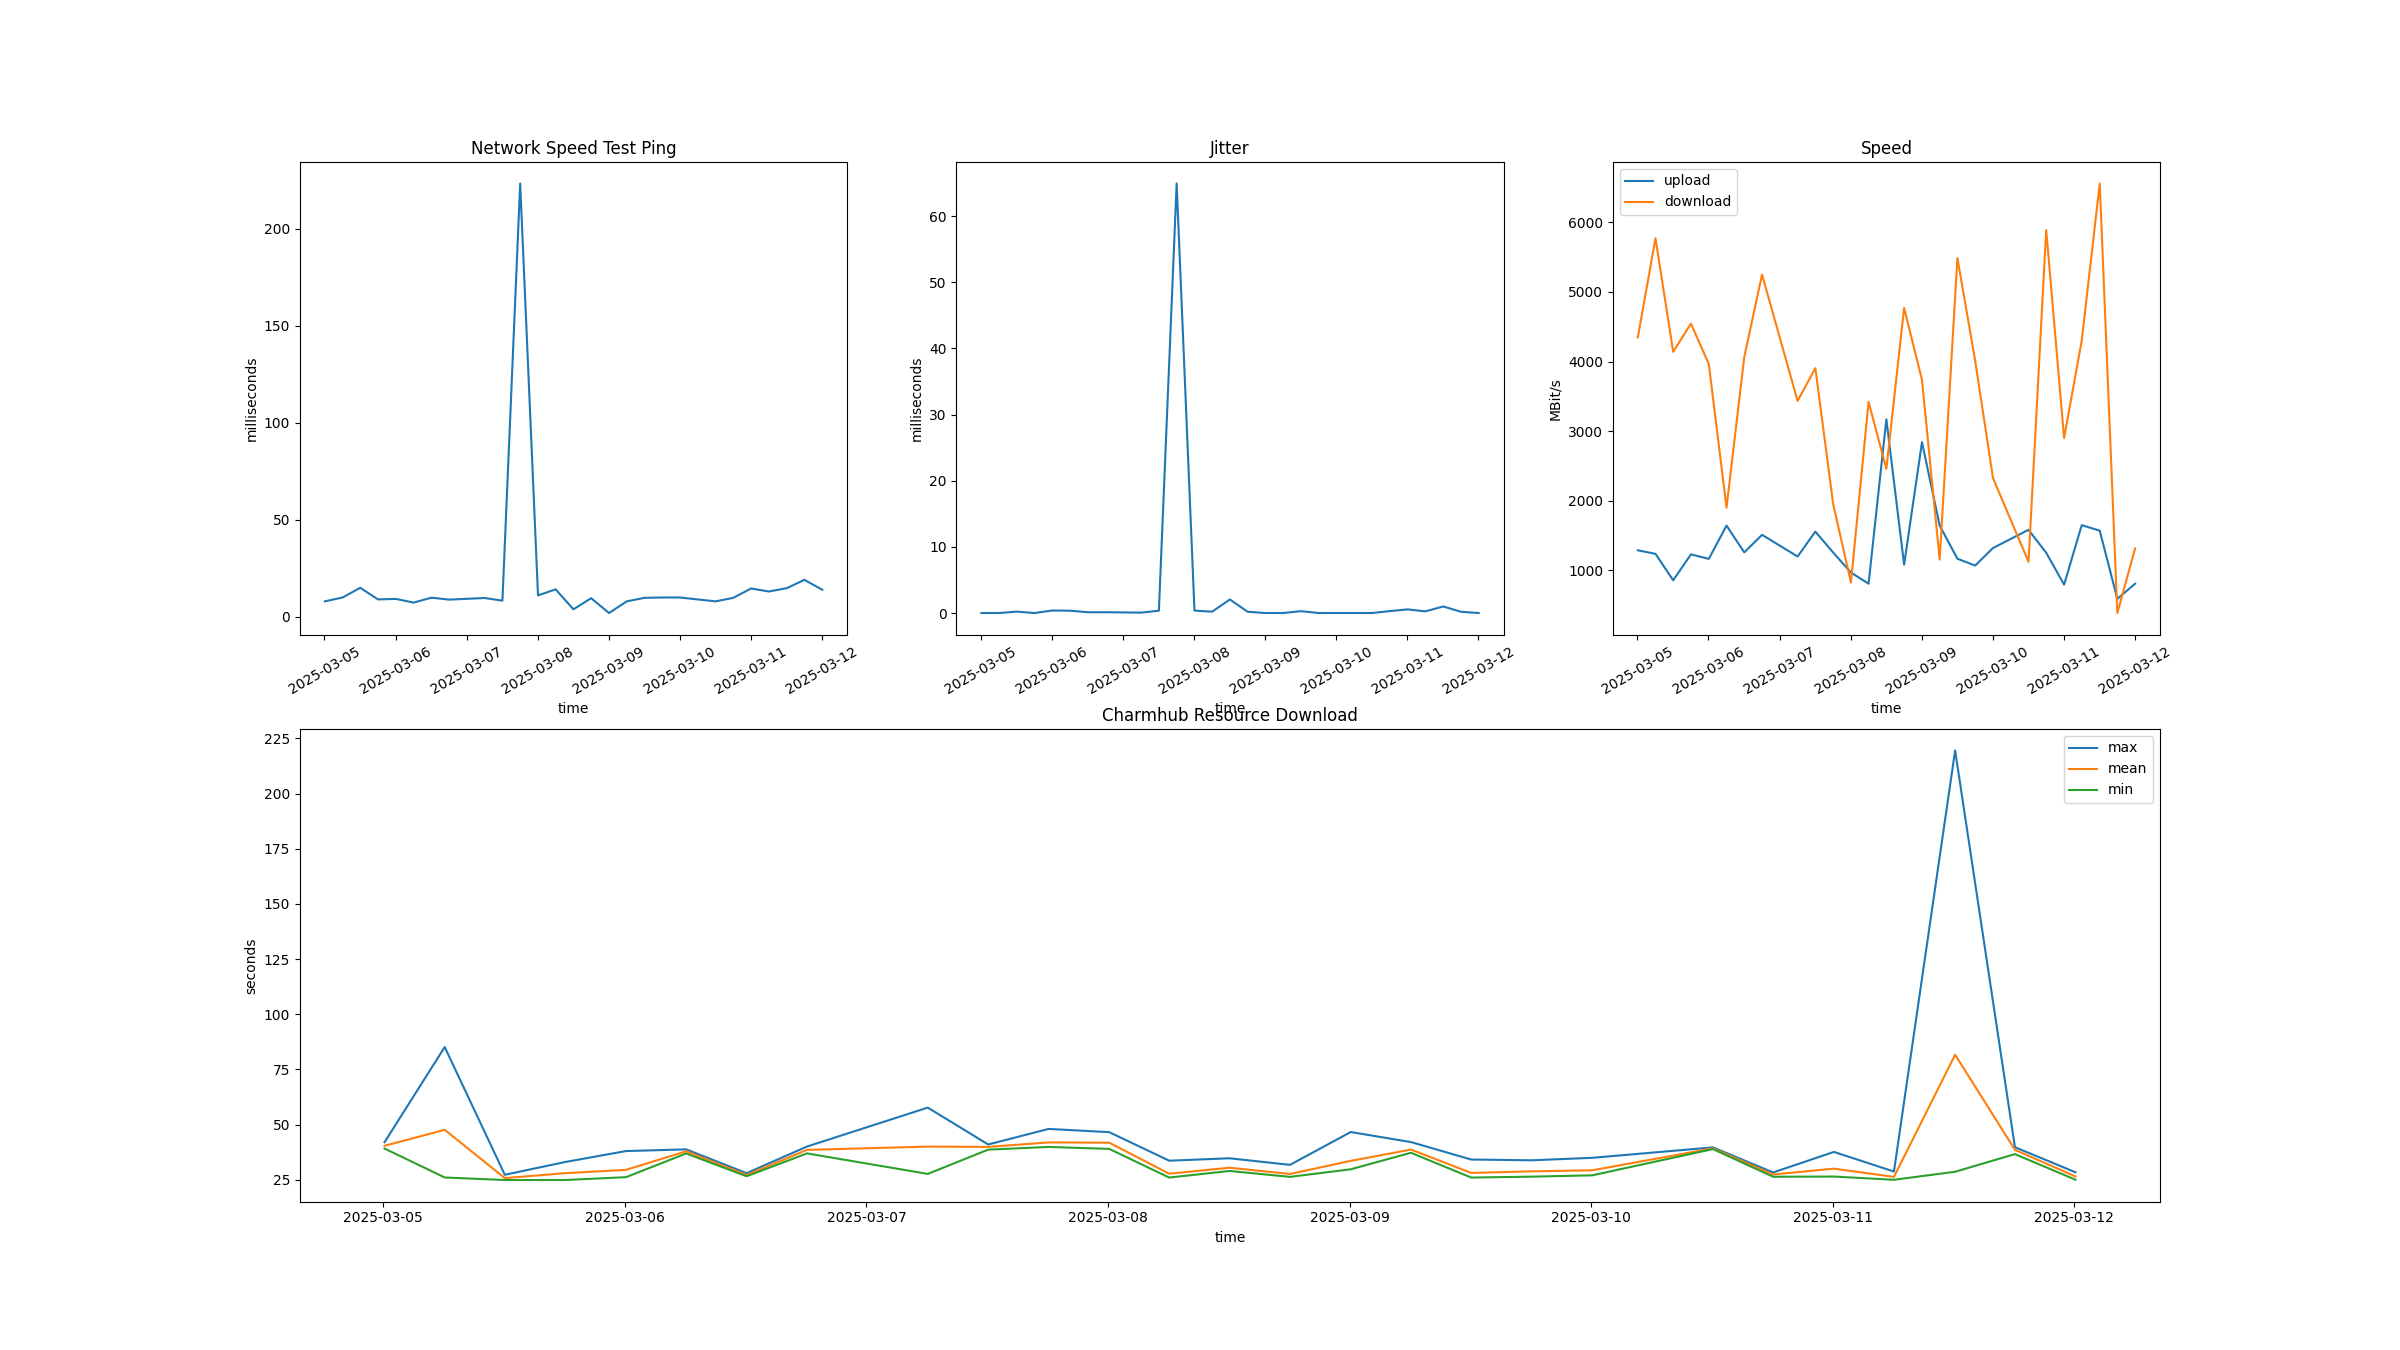 Network Speed Test Ping
milliseconds
200
150
100
50
0
2025-03-05 2025-03-06 2025-03-07 2025-03-08 2025-03-09 2025-03-10 2025-03-11 2025-03-12
time
Jitter
milliseconds
60
50
40
30
20
10
0
2025-03-05 2025-03-06 2025-03-07 2025-03-08 2025-03-09 2025-03-10 2025-03-11 2025-03-12
time
Speed
upload
download
MBit/s
6000
5000
4000
3000
2000
1000
2025-03-05 2025-03-06 2025-03-07 2025-03-08 2025-03-09 2025-03-10 2025-03-11 2025-03-12
time
Charmhub Resource Download
max
mean
min
seconds
225
200
175
150
125
100
75
50
25
2025-03-05 2025-03-06 2025-03-07 2025-03-08 2025-03-09 2025-03-10 2025-03-11 2025-03-12
time